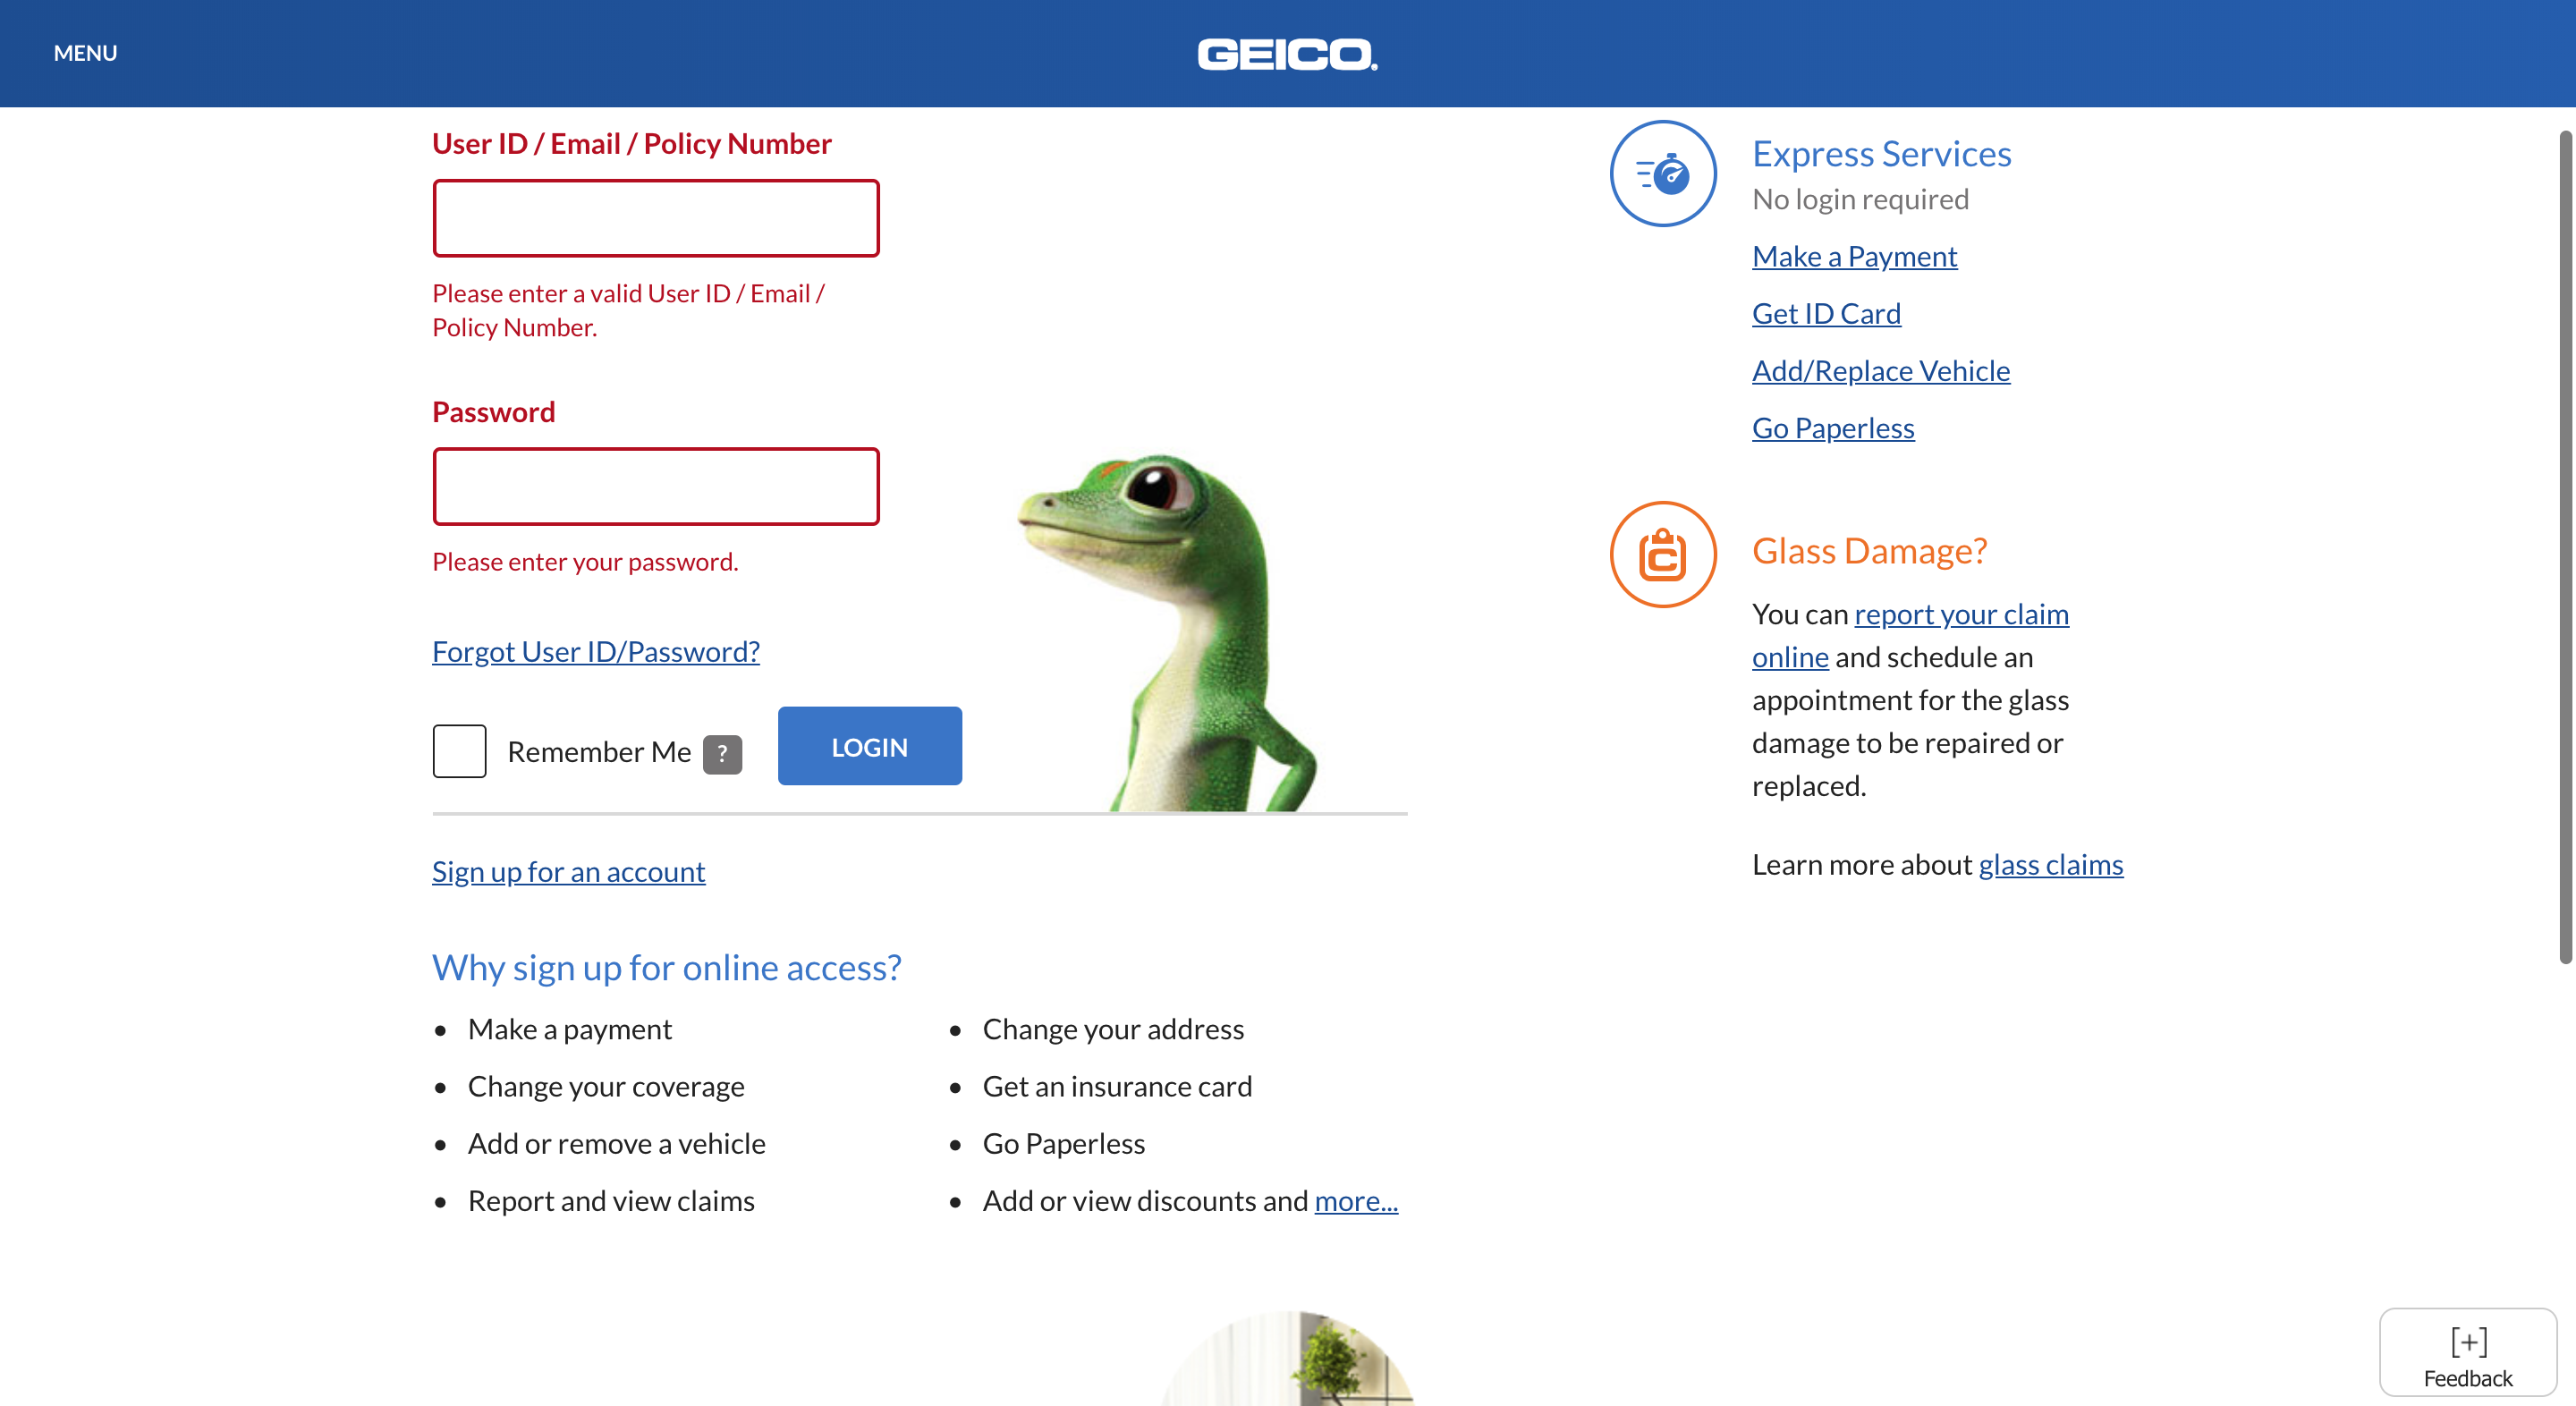 MENU
GEICO.
User ID / Email / Policy Number
Please enter a valid User ID / Email /
Policy Number.
Password
Please enter your password.
Forgot User ID/Password?
Remember Me ?
LOGIN
Sign up for an account
Why sign up for online access?
• Make a payment
• Change your coverage
• Add or remove a vehicle
• Report and view claims
• Change your address
• Get an insurance card
• Go Paperless
• Add or view discounts and more...
Express Services
No login required
Make a Payment
Get ID Card
Add/Replace Vehicle
Go Paperless
Glass Damage?
You can report your claim
online and schedule an
appointment for the glass
damage to be repaired or
replaced.
Learn more about glass claims
[+]
Feedback